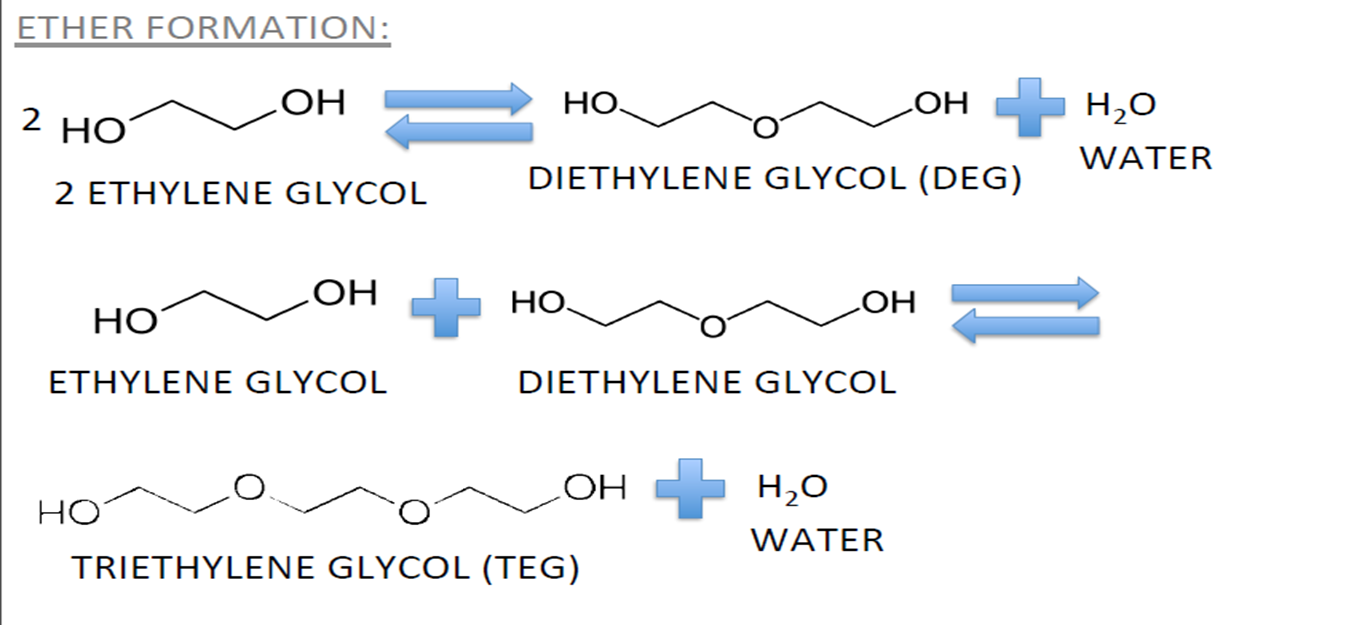 ETHER FORMATION:
2 HO OH HO O OH H₂O
2 ETHYLENE GLYCOL DIETHYLENE GLYCOL (DEG) WATER
HO OH HO O OH
ETHYLENE GLYCOL DIETHYLENE GLYCOL
HO O O OH H₂O
TRIETHYLENE GLYCOL (TEG) WATER